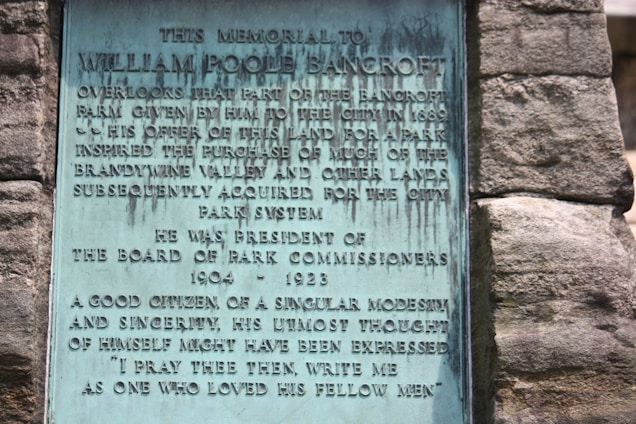 THIS MEMORIAL TO
WILLIAM POOLE BANCROFT
OVERLOOKS THAT PART OF THE BANCROFT
FARM GIVEN BY HIM TO THE CITY IN 1889
~ ~ HIS OFFER OF THIS LAND FOR A PARK
INSPIRED THE PURCHASE OF MUCH OF THE
BRANDYWINE VALLEY AND OTHER LANDS
SUBSEQUENTLY ACQUIRED FOR THE CITY
PARK SYSTEM
HE WAS PRESIDENT OF
THE BOARD OF PARK COMMISSIONERS
1904 - 1923
A GOOD CITIZEN, OF A SINGULAR MODESTY
AND SINCERITY, HIS UTMOST THOUGHT
OF HIMSELF MIGHT HAVE BEEN EXPRESSED
"I PRAY THEE THEN, WRITE ME
AS ONE WHO LOVED HIS FELLOW MEN"